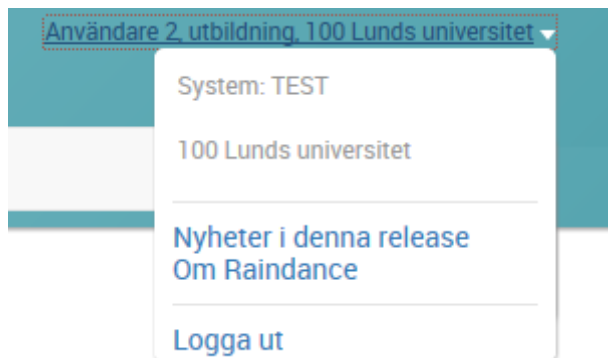 Användare 2, utbildning, 100 Lunds universitet
System: TEST
100 Lunds universitet
Nyheter i denna release
Om Raindance
Logga ut